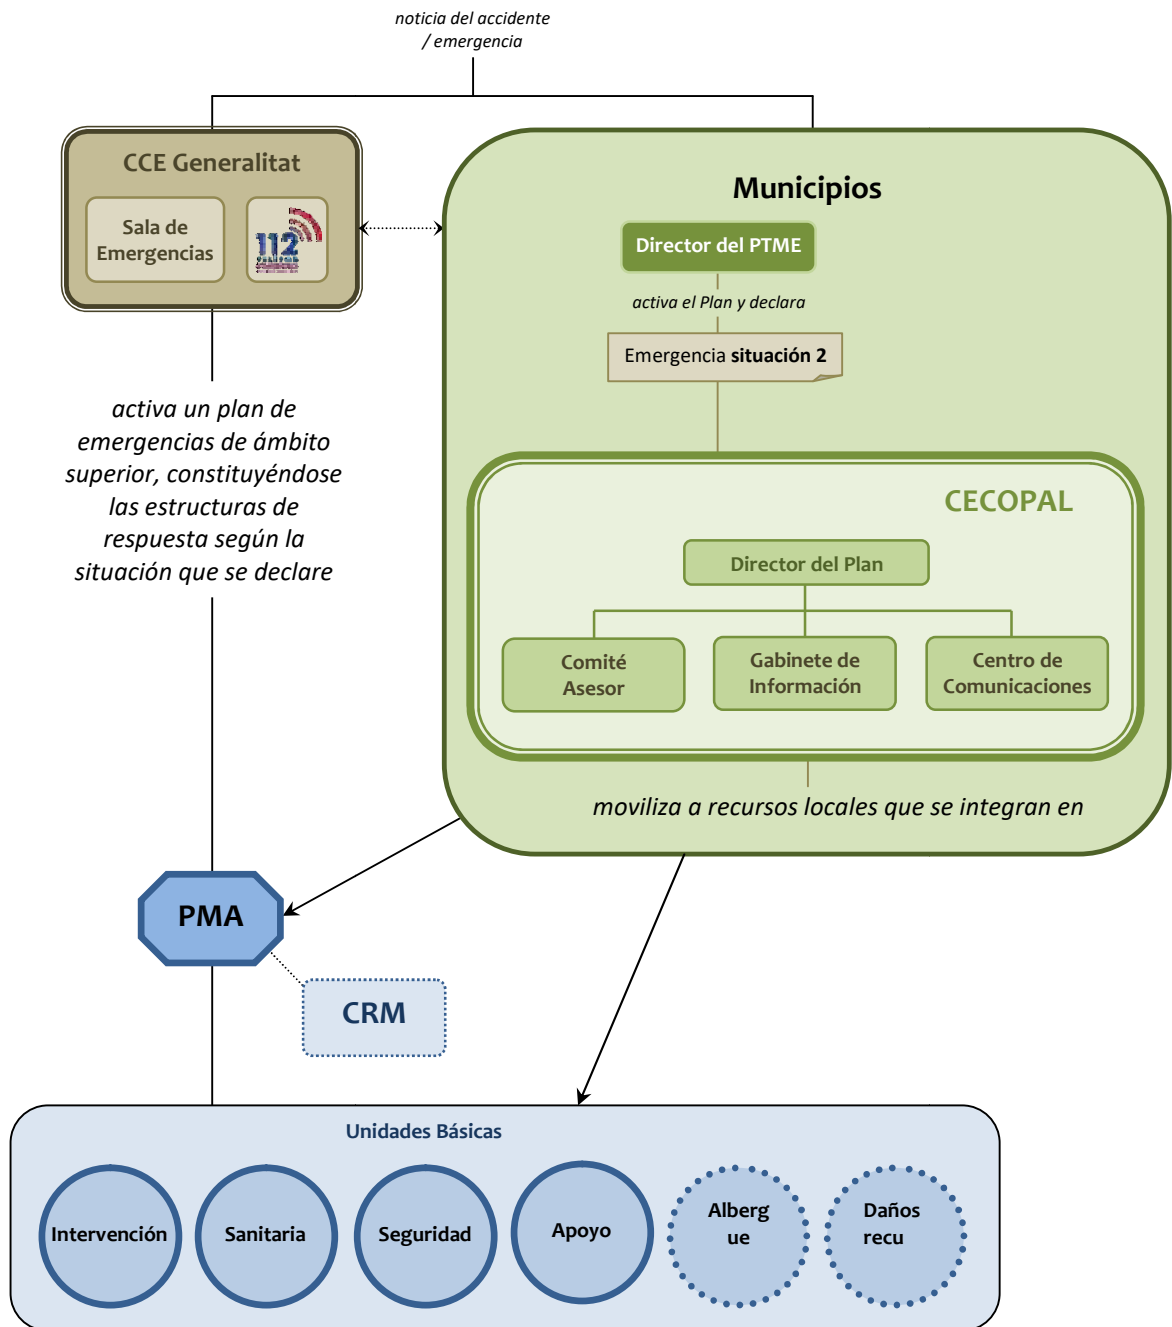 noticia del accidente
/ emergencia
CCE Generalitat
Sala de
Emergencias
112
Municipios
Director del PTME
activa el Plan y declara
Emergencia situación 2
activa un plan de
emergencias de ámbito
superior, constituyéndose
las estructuras de
respuesta según la
situación que se declare
CECOPAL
Director del Plan
Comité
Asesor
Gabinete de
Información
Centro de
Comunicaciones
moviliza a recursos locales que se integran en
PMA
CRM
Unidades Básicas
Intervención
Sanitaria
Seguridad
Apoyo
Alberg
ue
Daños
recu